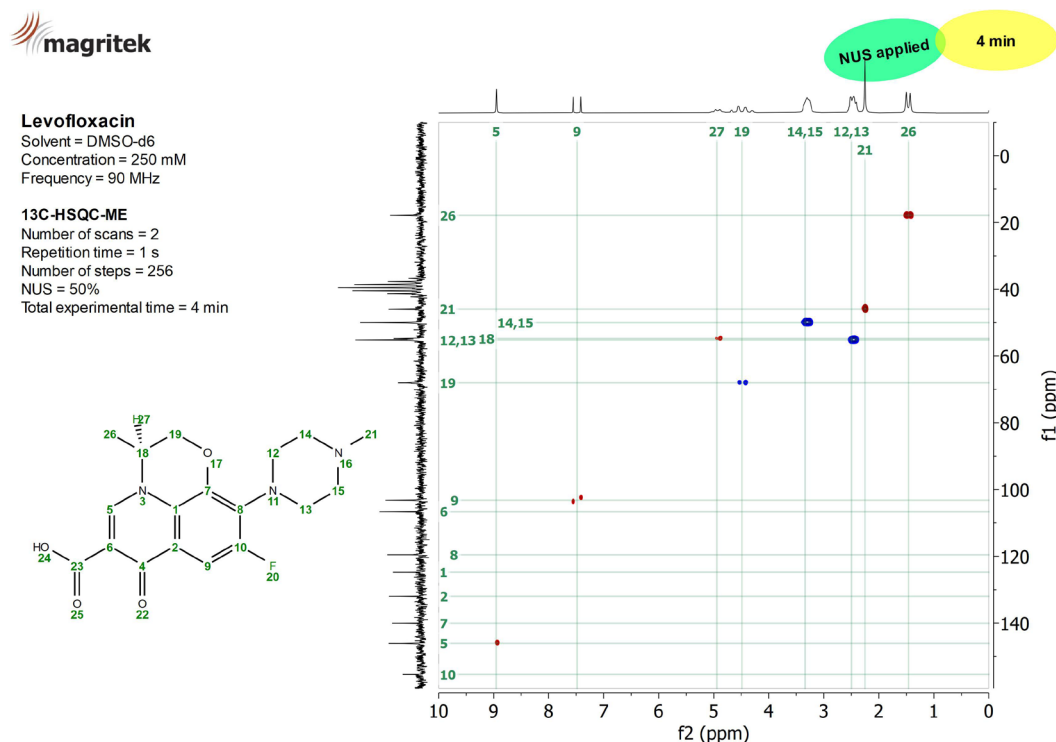 magritek
NUS applied
4 min
Levofloxacin
Solvent = DMSO-d6
Concentration = 250 mM
Frequency = 90 MHz
13C-HSQC-ME
Number of scans = 2
Repetition time = 1 s
Number of steps = 256
NUS = 50%
Total experimental time = 4 min
5 9 27 19 14,15 12,13 26
21
0
26
20
40
21
14,15
12,13 18
60
19
80
9
100
6
8
120
1
2
7
140
5
10
f1 (ppm)
10 9 8 7 6 5 4 3 2 1 0
f2 (ppm)
H27
26 19 14 21
18 O 12 N
17 16
N N 15
3 7 11
5 1 8 13
HO 6 2 10
24 4 9 F
23 20
O O
25 22